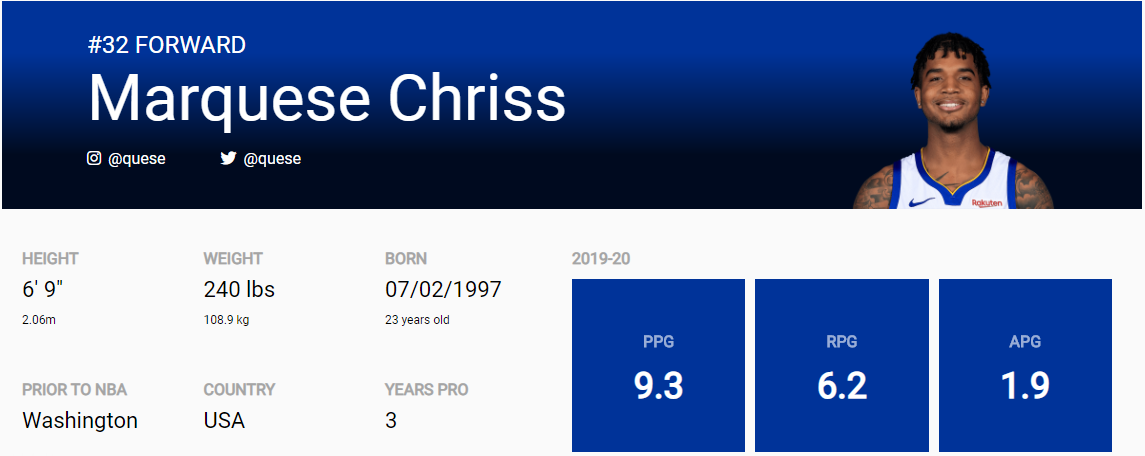 #32 FORWARD
Marquese Chriss
@quese @quese
Rakuten
HEIGHT WEIGHT BORN 2019-20
6' 9" 240 lbs 07/02/1997
2.06m 108.9 kg 23 years old
PPG RPG APG
9.3 6.2 1.9
PRIOR TO NBA COUNTRY YEARS PRO
Washington USA 3